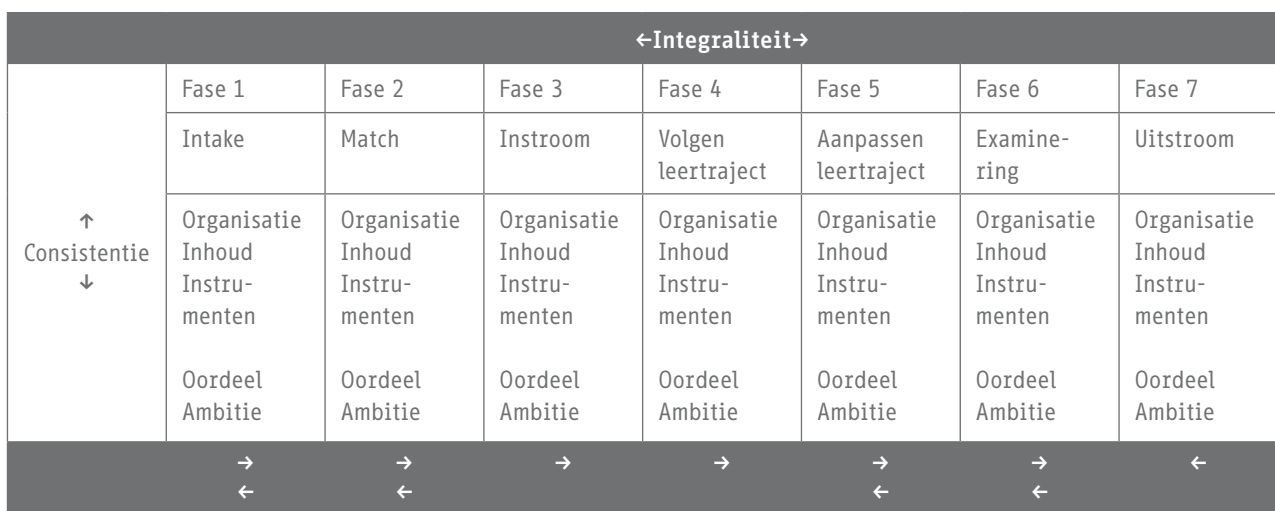 ←Integraliteit→
Fase 1 Fase 2 Fase 3 Fase 4 Fase 5 Fase 6 Fase 7
Intake Match Instroom Volgen Aanpassen Examine- Uitstroom
leertraject leertraject ring
↑ Organisatie Organisatie Organisatie Organisatie Organisatie Organisatie Organisatie
Consistentie Inhoud Inhoud Inhoud Inhoud Inhoud Inhoud Inhoud
↓ Instru- Instru- Instru- Instru- Instru- Instru- Instru-
menten menten menten menten menten menten menten
Oordeel Oordeel Oordeel Oordeel Oordeel Oordeel Oordeel
Ambitie Ambitie Ambitie Ambitie Ambitie Ambitie Ambitie
→ → → → → → ←
← ← ← ←